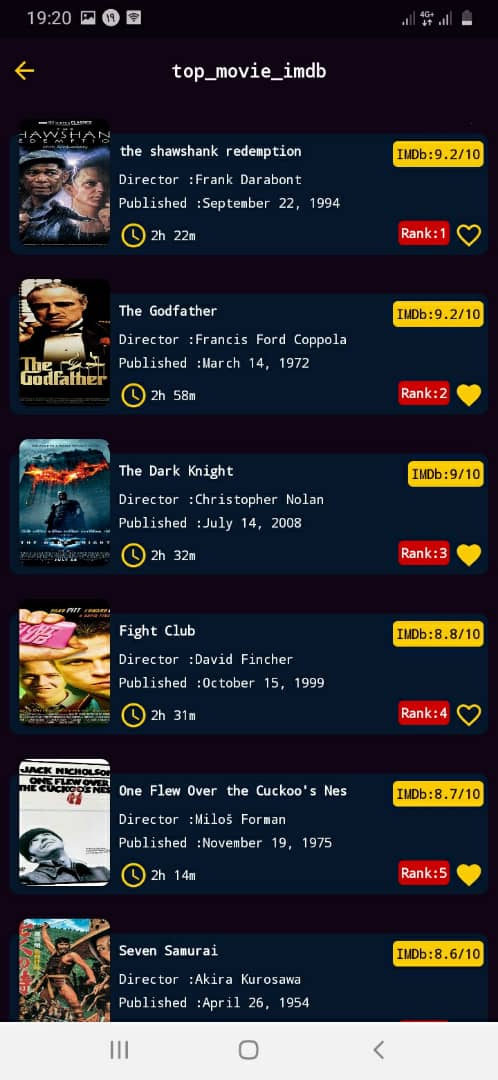 19:20
۱۹
4G+
top_movie_imdb
SHAWSHANK
REDEMPTION
the shawshank redemption
IMDb:9.2/10
Director :Frank Darabont
Published :September 22, 1994
2h 22m
Rank:1
The Godfather
IMDb:9.2/10
Director :Francis Ford Coppola
Published :March 14, 1972
2h 58m
Rank:2
The
Godfather
The Dark Knight
IMDb:9/10
Director :Christopher Nolan
Published :July 14, 2008
2h 32m
Rank:3
Fight Club
IMDb:8.8/10
Director :David Fincher
Published :October 15, 1999
2h 31m
Rank:4
JACK NICHOLSON
ONE FLEW OVER
THE CUCKOO'S NES
One Flew Over the Cuckoo's Nes
IMDb:8.7/10
Director :Miloš Forman
Published :November 19, 1975
2h 14m
Rank:5
Seven Samurai
IMDb:8.6/10
Director :Akira Kurosawa
Published :April 26, 1954